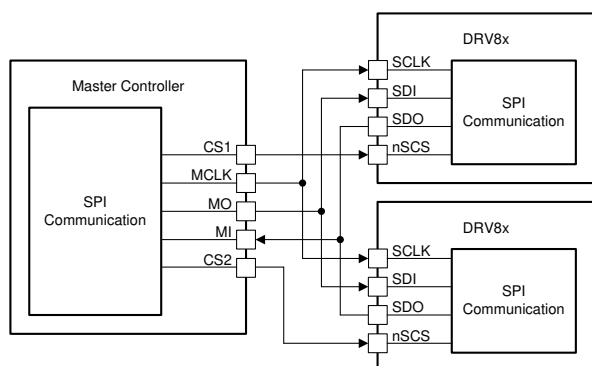 Master Controller
SPI
Communication
CS1
MCLK
MO
MI
CS2
DRV8x
SCLK
SDI
SDO
nSCS
SPI
Communication
DRV8x
SCLK
SDI
SDO
nSCS
SPI
Communication